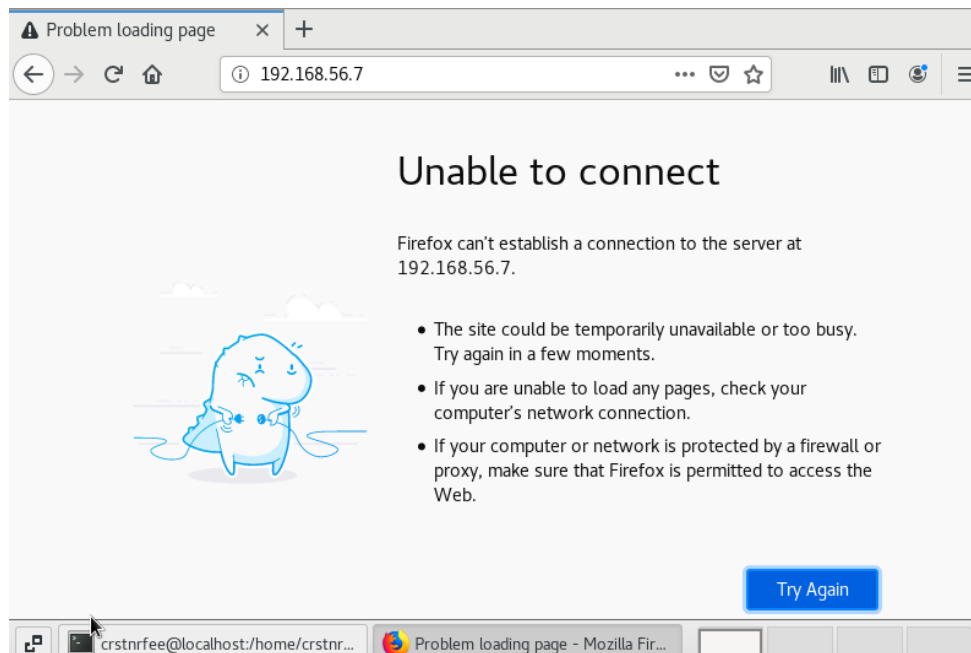 Problem loading page
192.168.56.7
Unable to connect
Firefox can't establish a connection to the server at
192.168.56.7.
The site could be temporarily unavailable or too busy.
Try again in a few moments.
If you are unable to load any pages, check your
computer's network connection.
If your computer or network is protected by a firewall or
proxy, make sure that Firefox is permitted to access the
Web.
Try Again
crstnrfee@localhost:/home/crstnr...
Problem loading page - Mozilla Fir...